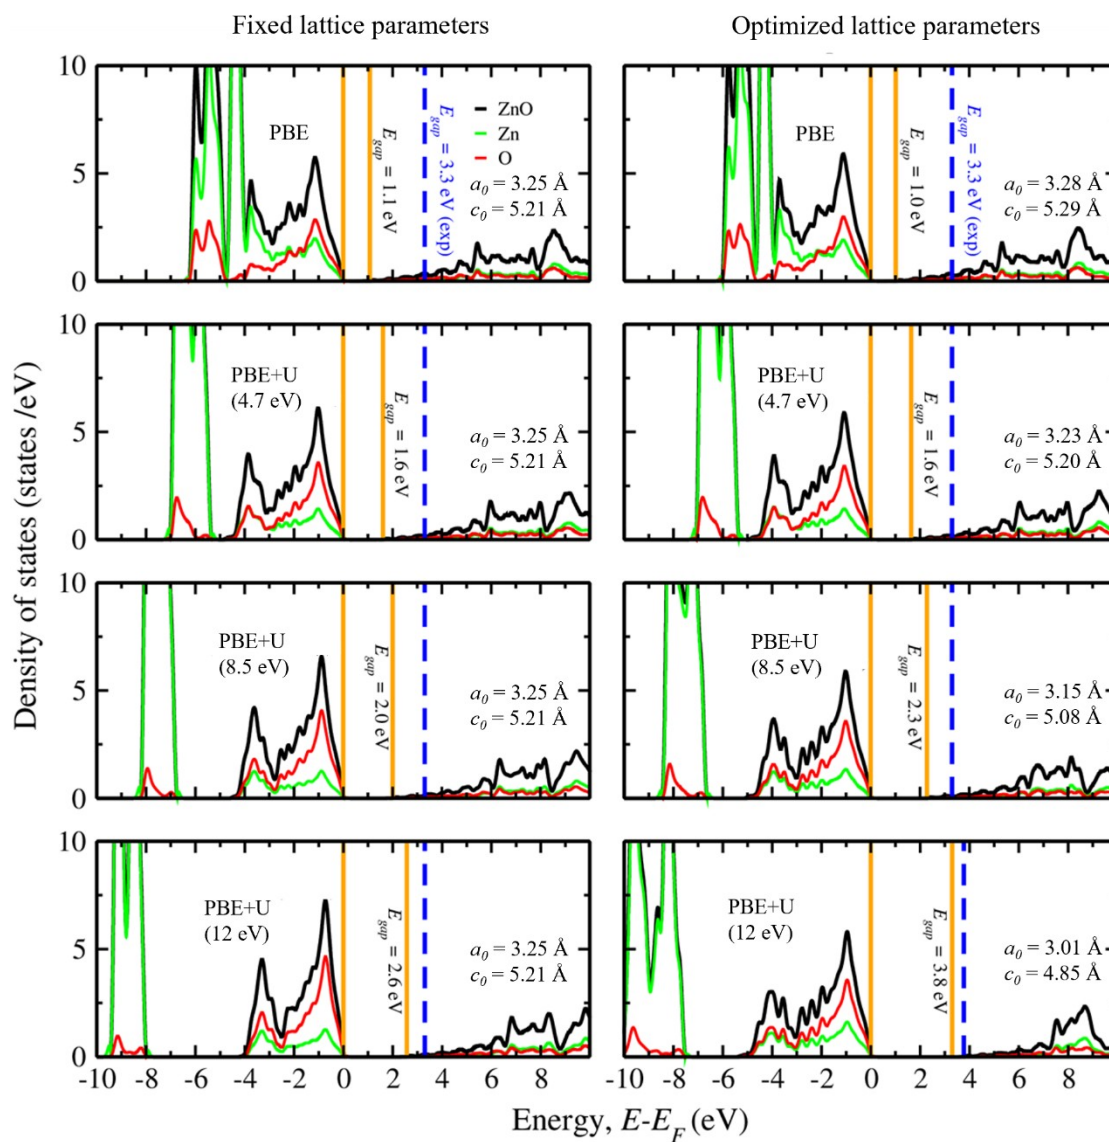 Fixed lattice parameters
Optimized lattice parameters
Density of states (states /eV)
10
5
0
PBE
ZnO
Zn
O
E_gap = 1.1 eV
E_gap = 3.3 eV (exp)
a_0 = 3.25 Å
c_0 = 5.21 Å
PBE
E_gap = 1.0 eV
E_gap = 3.3 eV (exp)
a_0 = 3.28 Å
c_0 = 5.29 Å
10
5
0
PBE+U
(4.7 eV)
E_gap = 1.6 eV
a_0 = 3.25 Å
c_0 = 5.21 Å
PBE+U
(4.7 eV)
E_gap = 1.6 eV
a_0 = 3.23 Å
c_0 = 5.20 Å
10
5
0
PBE+U
(8.5 eV)
E_gap = 2.0 eV
a_0 = 3.25 Å
c_0 = 5.21 Å
PBE+U
(8.5 eV)
E_gap = 2.3 eV
a_0 = 3.15 Å
c_0 = 5.08 Å
10
5
0
PBE+U
(12 eV)
E_gap = 2.6 eV
a_0 = 3.25 Å
c_0 = 5.21 Å
PBE+U
(12 eV)
E_gap = 3.8 eV
a_0 = 3.01 Å
c_0 = 4.85 Å
-10 -8 -6 -4 -2 0 2 4 6 8
-10 -8 -6 -4 -2 0 2 4 6 8
Energy, E-E_F (eV)